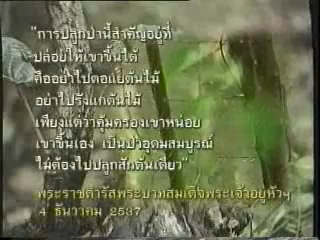 "การปลูกป่านี้สำคัญอยู่ที่
ปล่อยให้เขาขึ้นได้
คืออย่าไปตอแยต้นไม้
อย่าไปรังแกต้นไม้
เพียงแต่ว่าคุ้มครองเขาหน่อย
เขาขึ้นเอง เป็นป่าอุดมสมบูรณ์
ไม่ต้องไปปลูกสักต้นเดียว"
พระราชดำรัสพระบาทสมเด็จพระเจ้าอยู่หัวฯ
4 ธันวาคม 2537